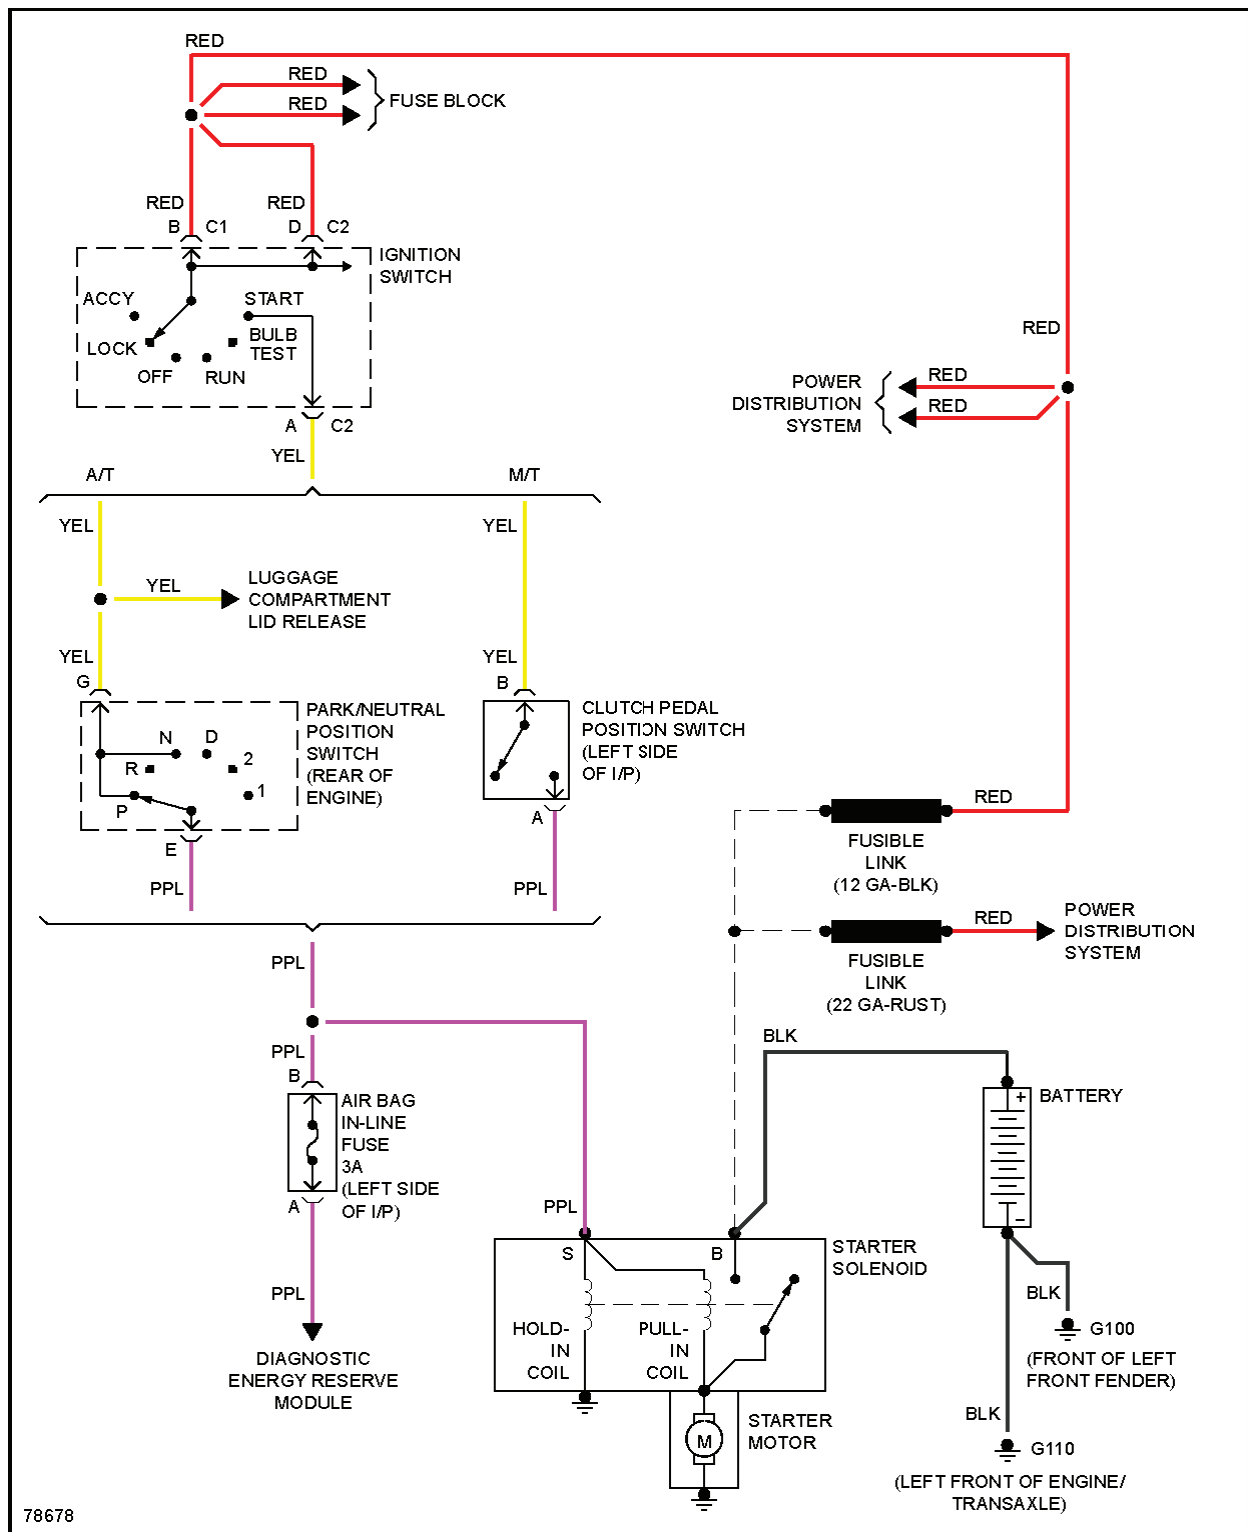 RED
RED
RED
FUSE BLOCK
RED
RED
B
C1
D
C2
IGNITION
SWITCH
ACCY
START
LOCK
BULB
TEST
OFF
RUN
A
C2
YEL
RED
POWER
DISTRIBUTION
SYSTEM
RED
RED
A/T
M/T
YEL
YEL
YEL
LUGGAGE
COMPARTMENT
LID RELEASE
YEL
YEL
G
B
PARK/NEUTRAL
POSITION
SWITCH
(REAR OF
ENGINE)
N
D
R
2
P
1
CLUTCH PEDAL
POSITION SWITCH
(LEFT SIDE
OF I/P)
E
A
PPL
PPL
RED
FUSIBLE
LINK
(12 GA-BLK)
RED
POWER
DISTRIBUTION
SYSTEM
FUSIBLE
LINK
(22 GA-RUST)
PPL
PPL
B
AIR BAG
IN-LINE
FUSE
3A
(LEFT SIDE
OF I/P)
A
PPL
DIAGNOSTIC
ENERGY RESERVE
MODULE
BLK
+
BATTERY
–
PPL
S
B
STARTER
SOLENOID
HOLD-
IN
COIL
PULL-
IN
COIL
BLK
G100
(FRONT OF LEFT
FRONT FENDER)
M
STARTER
MOTOR
BLK
G110
(LEFT FRONT OF ENGINE/
TRANSAXLE)
78678